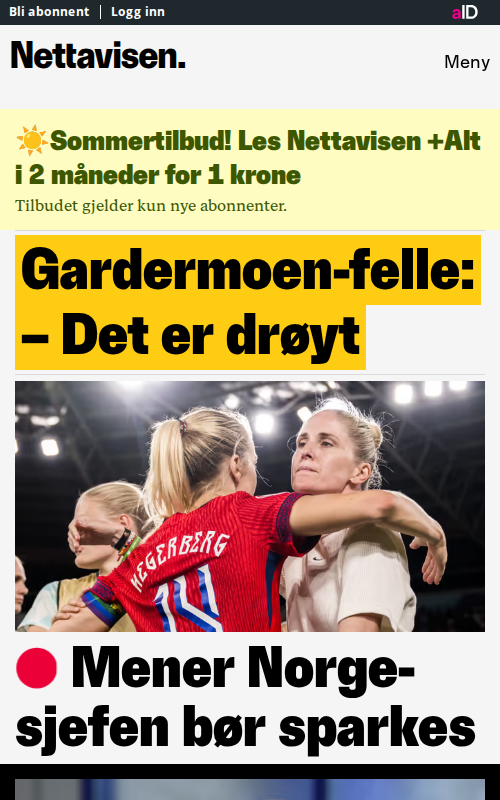 Bli abonnent
Logg inn
aID
Nettavisen.
Meny
Sommertilbud! Les Nettavisen +Alt
i 2 måneder for 1 krone
Tilbudet gjelder kun nye abonnenter.
Gardermoen-felle:
– Det er drøyt
HEGERBERG
14
Mener Norge-
sjefen bør sparkes